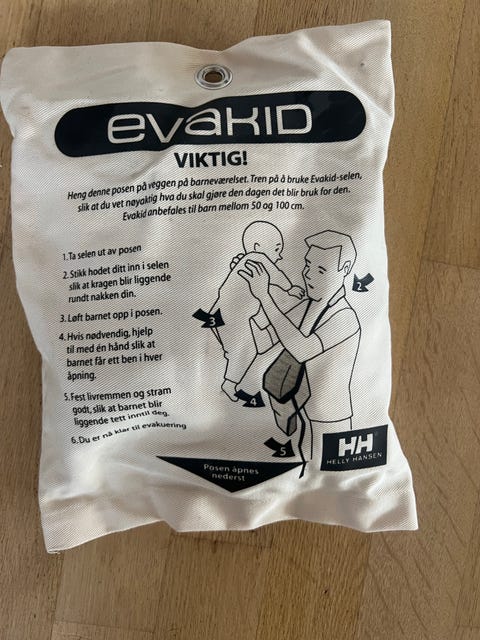 evakid
VIKTIG!
Heng denne posen på veggen på barneværelset. Tren på å bruke Evakid-selen,
slik at du vet nøyaktig hva du skal gjøre den dagen det blir bruk for den.
Evakid anbefales til barn mellom 50 og 100 cm.
1. Ta selen ut av posen
2. Stikk hodet ditt inn i selen
slik at kragen blir liggende
rundt nakken din.
3. Løft barnet opp i posen.
4. Hvis nødvendig, hjelp
til med én hånd slik at
barnet får ett ben i hver
åpning.
5. Fest livremmen og stram
godt, slik at barnet blir
liggende tett inntil deg.
6. Du er nå klar til evakuering
2
3
4
5
HH
HELLY HANSEN
Posen åpnes
nederst